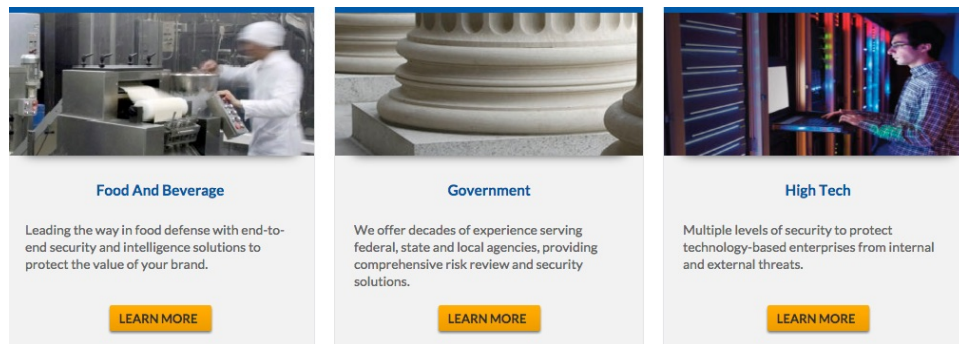 Food And Beverage
Leading the way in food defense with end-to-
end security and intelligence solutions to
protect the value of your brand.
LEARN MORE
Government
We offer decades of experience serving
federal, state and local agencies, providing
comprehensive risk review and security
solutions.
LEARN MORE
High Tech
Multiple levels of security to protect
technology-based enterprises from internal
and external threats.
LEARN MORE